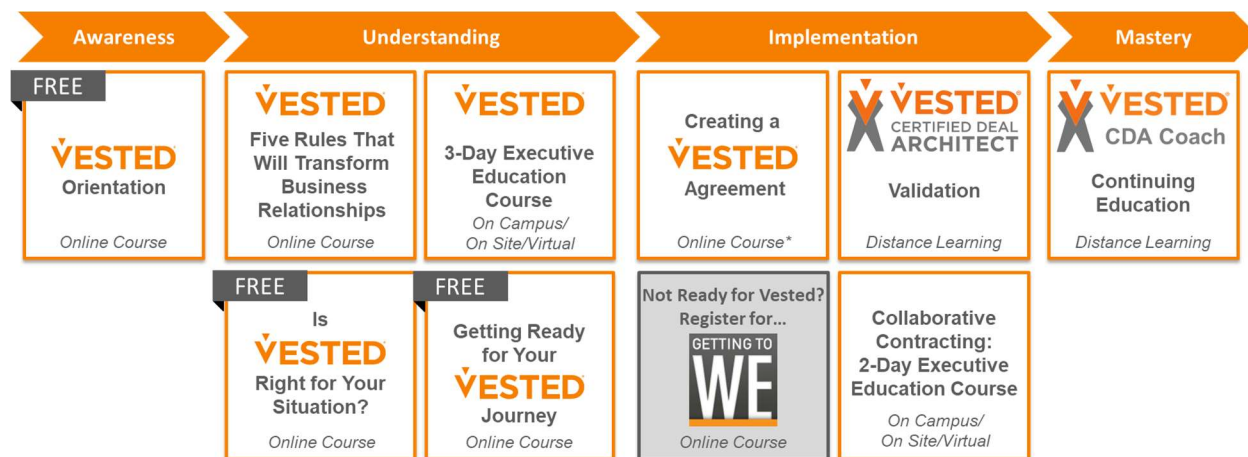 Awareness
Understanding
Implementation
Mastery
FREE
VESTED®
Orientation
Online Course
VESTED®
Five Rules That
Will Transform
Business
Relationships
Online Course
VESTED®
3-Day Executive
Education
Course
On Campus/
On Site/Virtual
Creating a
VESTED®
Agreement
Online Course*
VESTED®
CERTIFIED DEAL
ARCHITECT
Validation
Distance Learning
VESTED®
CDA Coach
Continuing
Education
Distance Learning
FREE
Is
VESTED®
Right for Your
Situation?
Online Course
FREE
Getting Ready
for Your
VESTED®
Journey
Online Course
Not Ready for Vested?
Register for...
GETTING TO
WE
Online Course
Collaborative
Contracting:
2-Day Executive
Education Course
On Campus/
On Site/Virtual